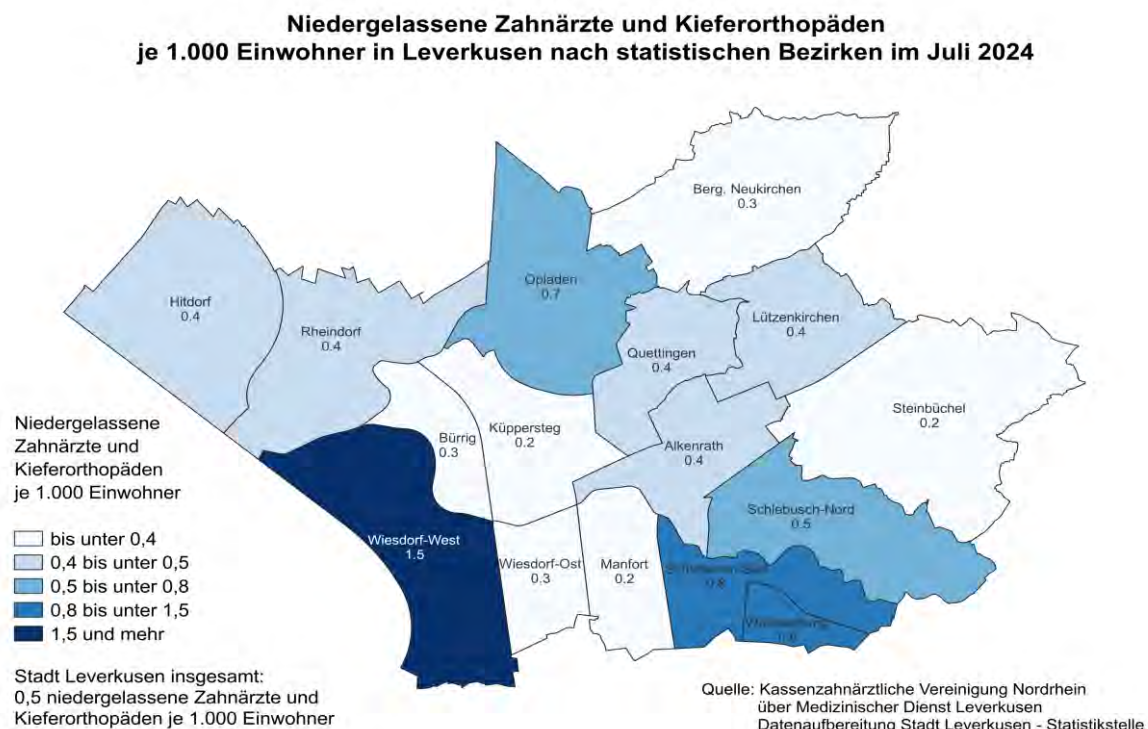 Niedergelassene Zahnärzte und Kieferorthopäden
je 1.000 Einwohner in Leverkusen nach statistischen Bezirken im Juli 2024
Berg. Neukirchen
0.3
Opladen
0.7
Hitdorf
0.4
Rheindorf
0.4
Lützenkirchen
0.4
Quettingen
0.4
Steinbüchel
0.2
Bürrig
0.3
Küppersteg
0.2
Alkenrath
0.4
Schlebusch-Nord
0.5
Wiesdorf-West
1.5
Wiesdorf-Ost
0.3
Manfort
0.2
0.8
Niedergelassene
Zahnärzte und
Kieferorthopäden
je 1.000 Einwohner
bis unter 0,4
0,4 bis unter 0,5
0,5 bis unter 0,8
0,8 bis unter 1,5
1,5 und mehr
Stadt Leverkusen insgesamt:
0,5 niedergelassene Zahnärzte und
Kieferorthopäden je 1.000 Einwohner
Quelle: Kassenzahnärztliche Vereinigung Nordrhein
über Medizinischer Dienst Leverkusen
Datenaufbereitung Stadt Leverkusen - Statistikstelle